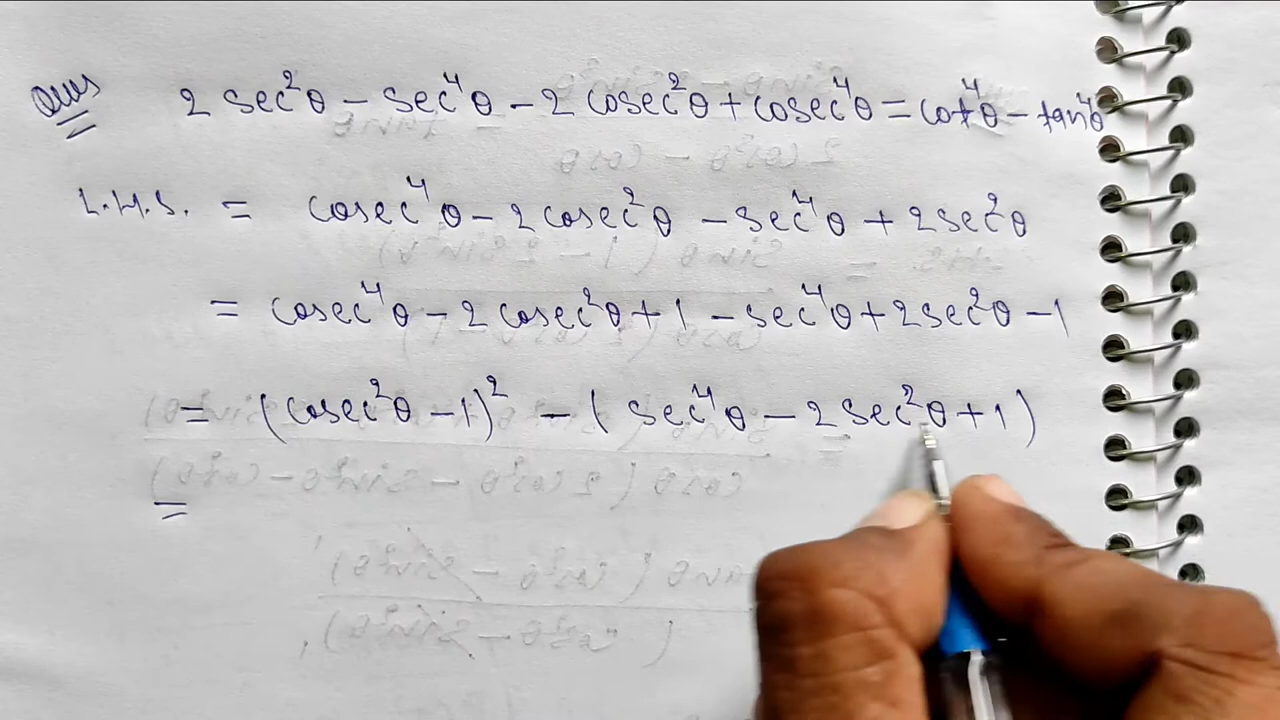 Ques 2 sec²θ - sec⁴θ - 2 cosec²θ + cosec⁴θ = cot⁴θ - tan⁴θ
L.H.S. = cosec⁴θ - 2 cosec²θ - sec⁴θ + 2 sec²θ
= cosec⁴θ - 2 cosec²θ + 1 - sec⁴θ + 2 sec²θ - 1
= (cosec²θ - 1)² - (sec⁴θ - 2 sec²θ + 1)
=